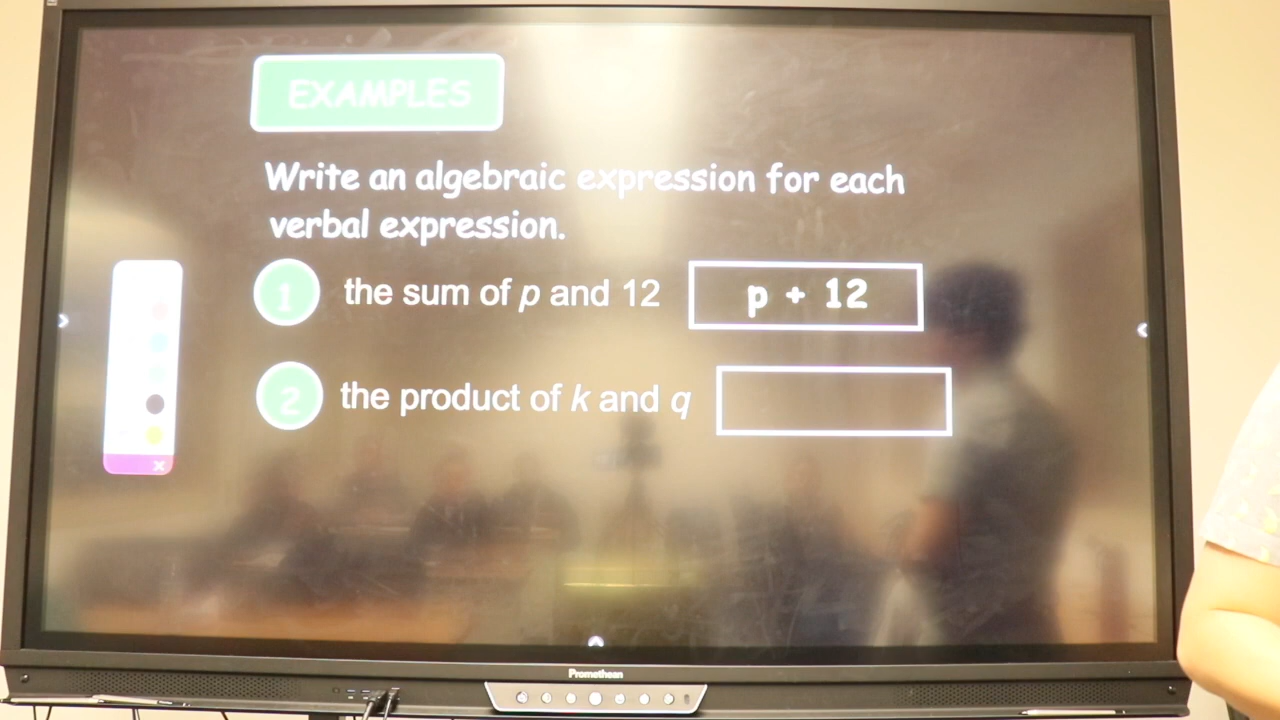 EXAMPLES
Write an algebraic expression for each
verbal expression.
1 the sum of p and 12 p + 12
2 the product of k and q
Promethean